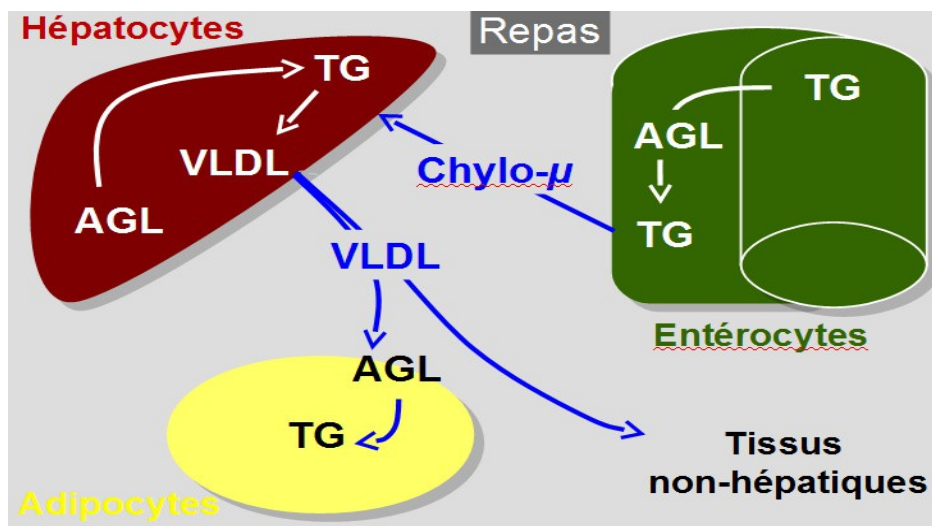 Hépatocytes
Repas
TG
TG
AGL
VLDL
Chylo-µ
AGL
TG
VLDL
Entérocytes
AGL
TG
Tissus
non-hépatiques
Adipocytes